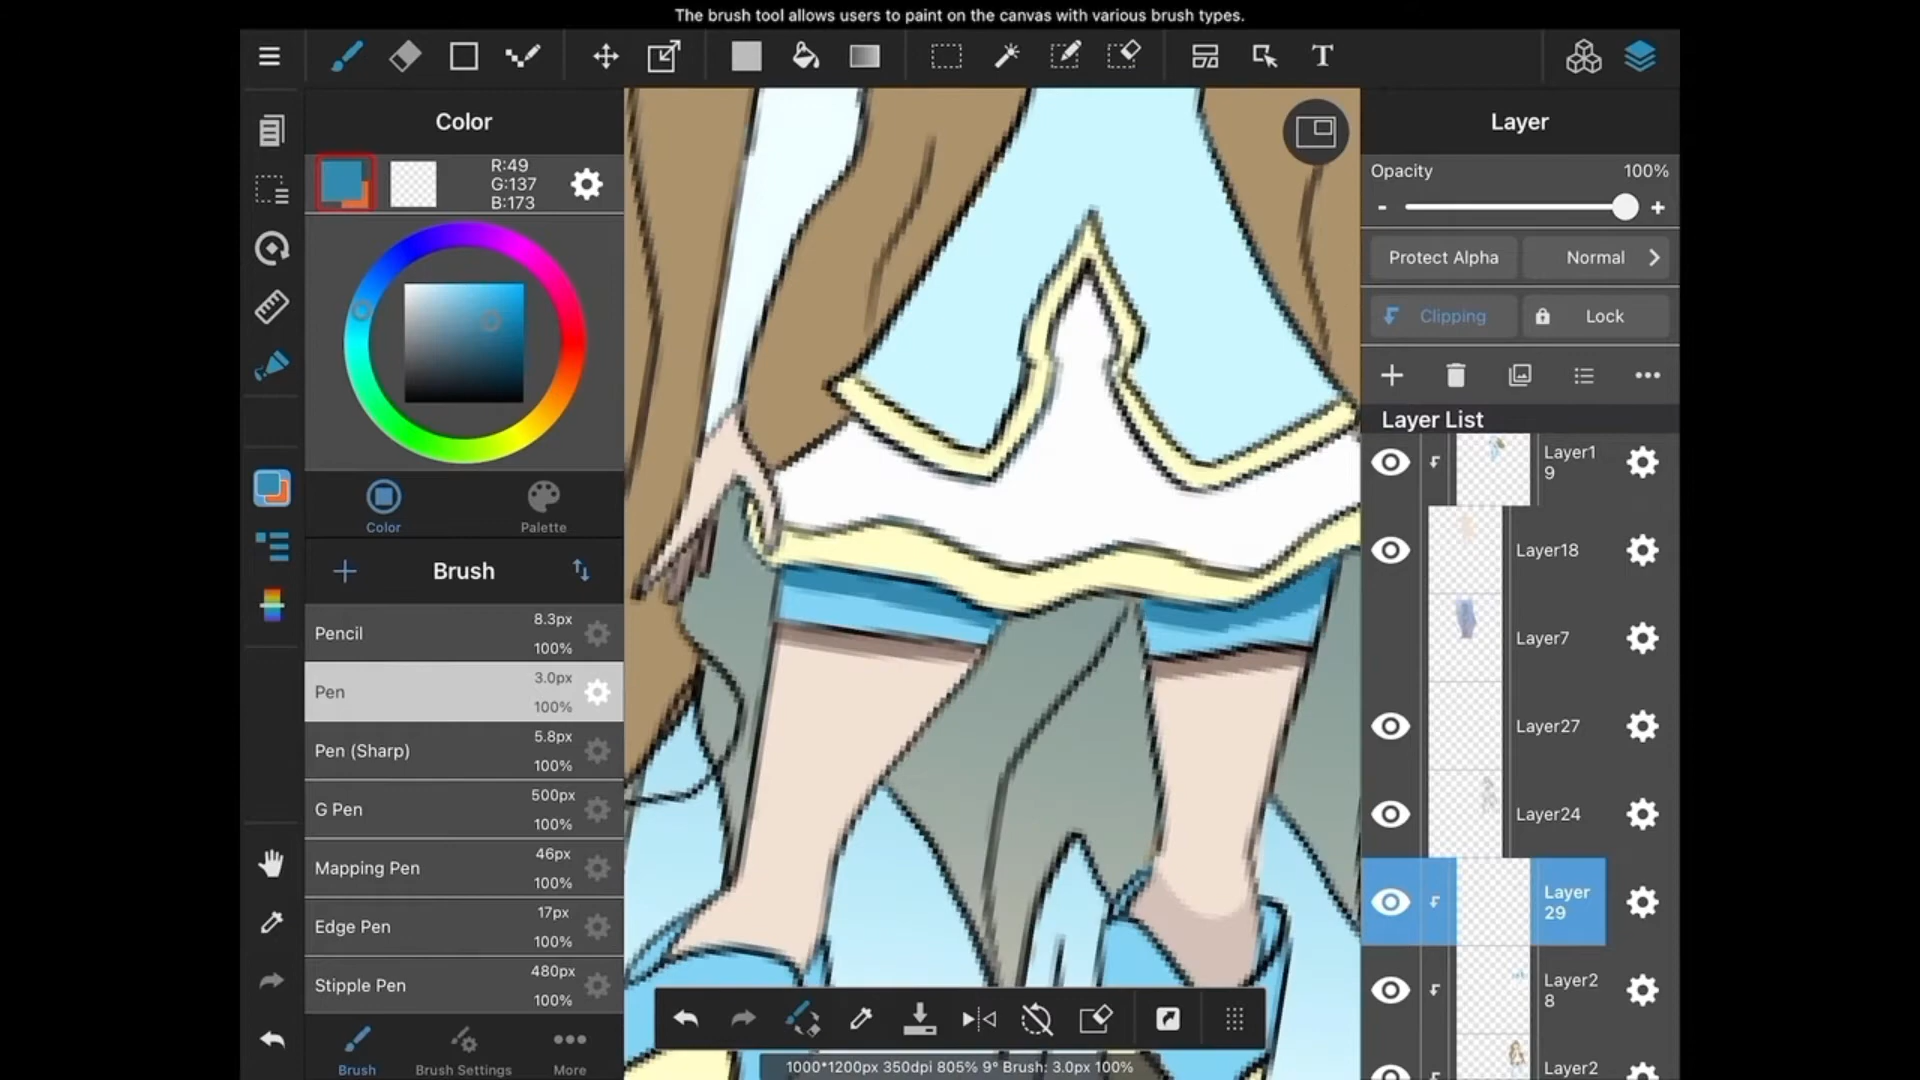 The brush tool allows users to paint on the canvas with various brush types.
T
Color
R:49
G:137
B:173
Color
Palette
Brush
Pencil
8.3px
100%
Pen
3.0px
100%
Pen (Sharp)
5.8px
100%
G Pen
500px
100%
Mapping Pen
46px
100%
Edge Pen
17px
100%
Stipple Pen
480px
100%
Brush
Brush Settings
More
1000*1200px 350dpi 805% 9° Brush: 3.0px 100%
Layer
Opacity
100%
Protect Alpha
Normal
Clipping
Lock
Layer List
Layer1
9
Layer18
Layer7
Layer27
Layer24
Layer
29
Layer2
8
Layer2